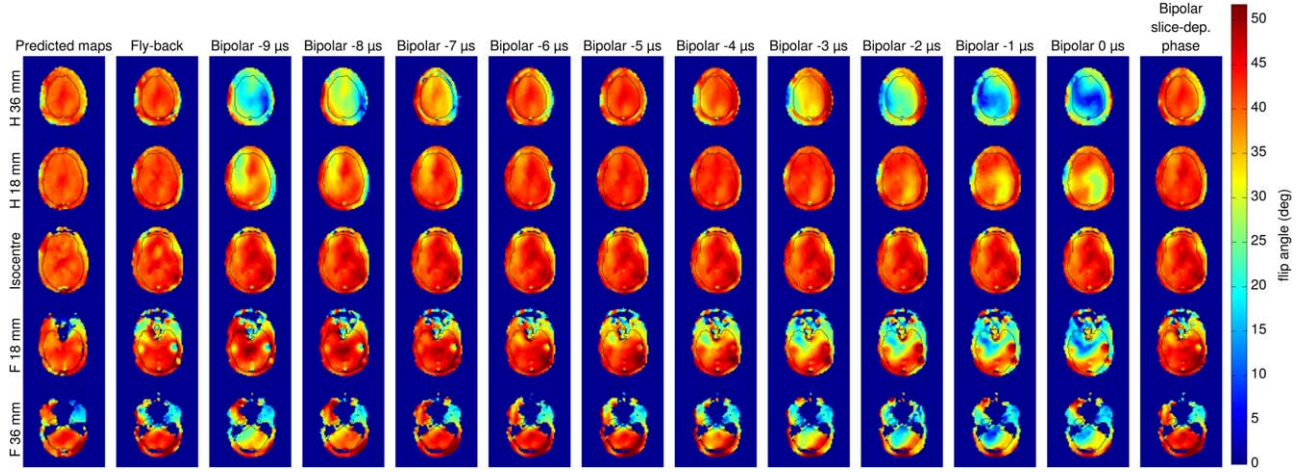 Bipolar
slice-dep.
phase
Predicted maps Fly-back Bipolar -9 µs Bipolar -8 µs Bipolar -7 µs Bipolar -6 µs Bipolar -5 µs Bipolar -4 µs Bipolar -3 µs Bipolar -2 µs Bipolar -1 µs Bipolar 0 µs
H 36 mm
H 18 mm
Isocentre
F 18 mm
F 36 mm
50
45
40
35
30
25
20
15
10
5
0
flip angle (deg)